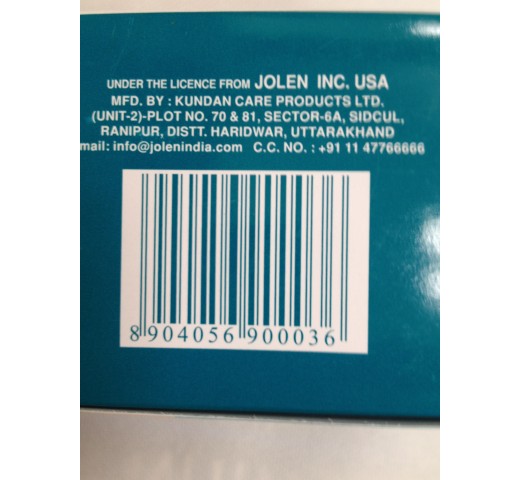 UNDER THE LICENCE FROM JOLEN INC. USA
MFD. BY : KUNDAN CARE PRODUCTS LTD.
(UNIT-2)-PLOT NO. 70 & 81, SECTOR-6A, SIDCUL,
RANIPUR, DISTT. HARIDWAR, UTTARAKHAND
mail: info@jolenindia.com C.C. NO. : +91 11 47766666
8 904056 900036